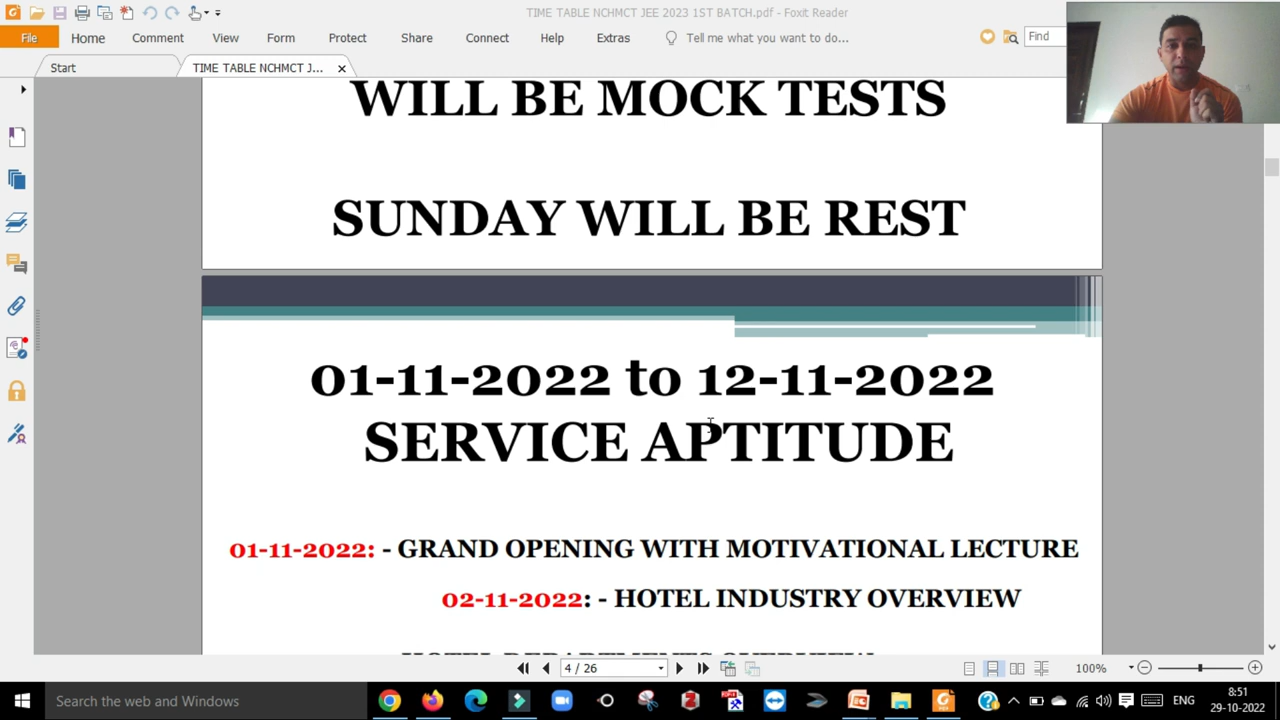 TIME TABLE NCHMCT JEE 2023 1ST BATCH.pdf - Foxit Reader
File Home Comment View Form Protect Share Connect Help Extras Tell me what you want to do... Find
Start TIME TABLE NCHMCT J...
WILL BE MOCK TESTS
SUNDAY WILL BE REST
01-11-2022 to 12-11-2022
SERVICE APTITUDE
01-11-2022: - GRAND OPENING WITH MOTIVATIONAL LECTURE
02-11-2022: - HOTEL INDUSTRY OVERVIEW
4 / 26 100%
Search the web and Windows ENG 8:51
29-10-2022